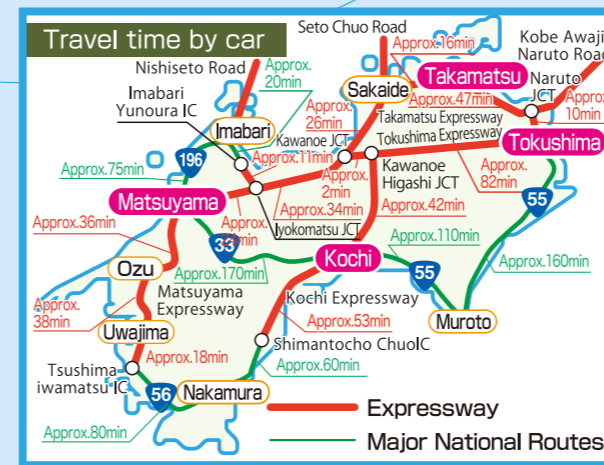 Travel time by car
Seto Chuo Road
Kobe Awaji
Naruto Road
Nishiseto Road
Approx.
20min
Approx.16min
Takamatsu
Naruto
JCT
Approx.47min
10min
Imabari
Yunoura IC
Sakaide
Approx.
26min
Takamatsu Expressway
Tokushima Expressway
Imabari
Kawanoe JCT
Tokushima
196
Approx.11min
Approx.75min
Approx.
2min
Kawanoe
Higashi JCT
Approx.
82min
Matsuyama
Approx.34min
Approx.42min
55
Iyokomatsu JCT
Approx.36min
Approx.
33
Approx.110min
Kochi
Approx.160min
Ozu
Approx.170min
55
Matsuyama
Expressway
Kochi Expressway
Approx.
38min
Approx.53min
Muroto
Uwajima
Shimantocho ChuoIC
Approx.18min
Approx.60min
Tsushima
iwamatsu IC
56
Nakamura
Approx.80min
Expressway
Major National Routes